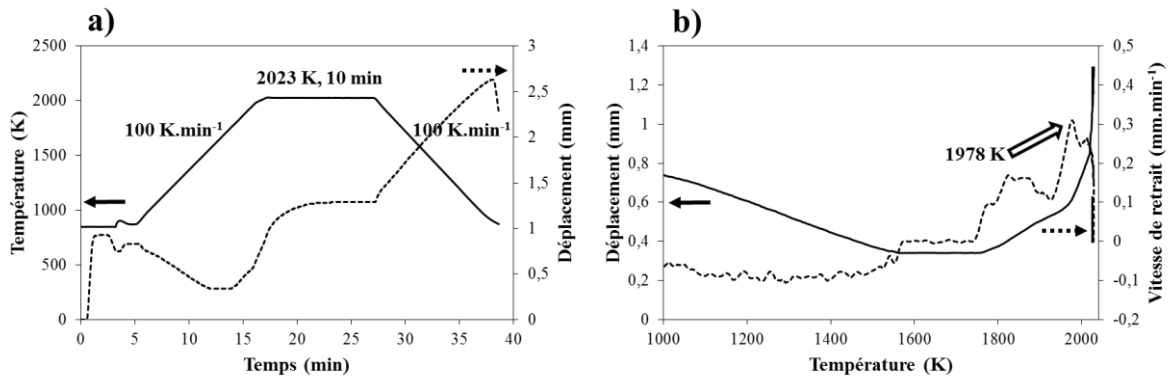 a)
2500
2000
1500
1000
500
0
Température (K)
2023 K, 10 min
100 K.min⁻¹
100 K.min⁻¹
3
2,5
2
1,5
1
0,5
0
Déplacement (mm)
0 5 10 15 20 25 30 35 40
Temps (min)
b)
1,4
1,2
1
0,8
0,6
0,4
0,2
0
Déplacement (mm)
1978 K
0,5
0,4
0,3
0,2
0,1
0
-0,1
-0,2
Vitesse de retrait (mm.min⁻¹)
1000 1200 1400 1600 1800 2000
Température (K)